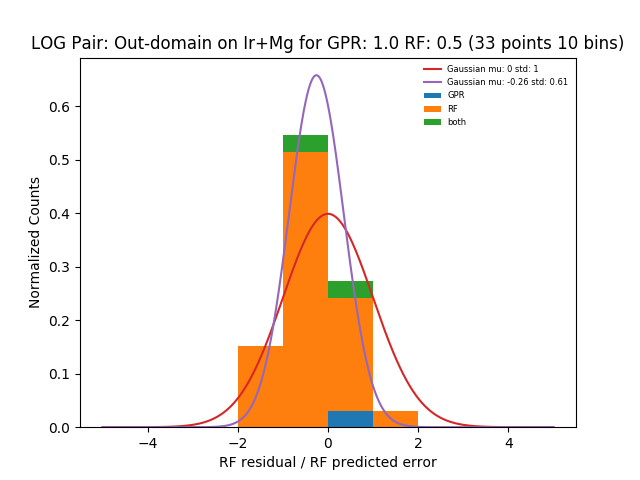 LOG Pair: Out-domain on Ir+Mg for GPR: 1.0 RF: 0.5 (33 points 10 bins)
Gaussian mu: 0 std: 1
Gaussian mu: -0.26 std: 0.61
GPR
RF
both
Normalized Counts
0.6
0.5
0.4
0.3
0.2
0.1
0.0
−4 −2 0 2 4
RF residual / RF predicted error